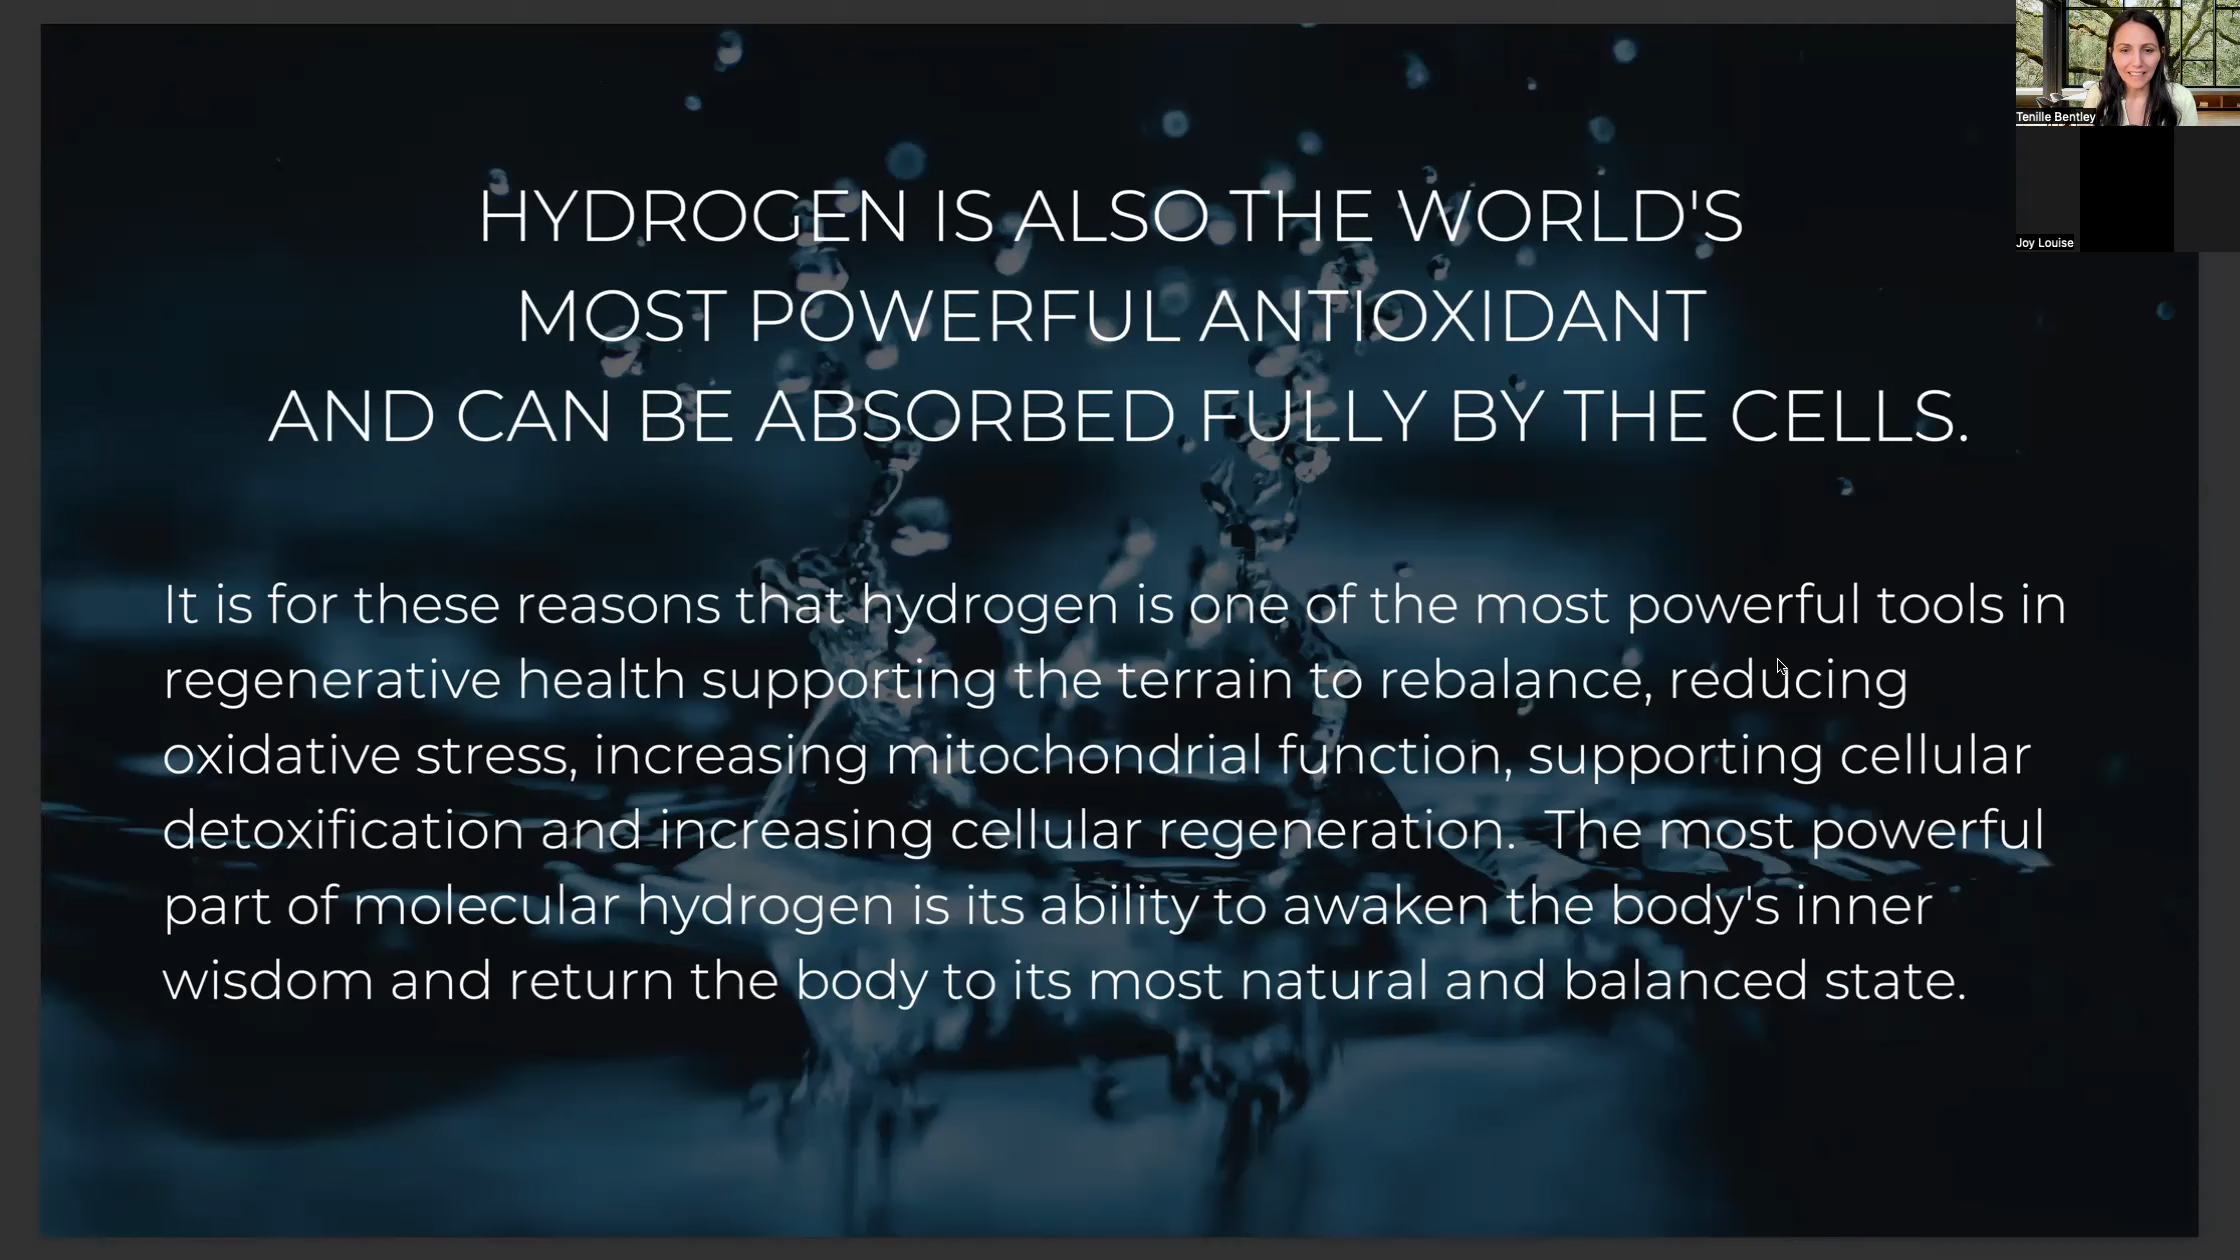 HYDROGEN IS ALSO THE WORLD'S
MOST POWERFUL ANTIOXIDANT
AND CAN BE ABSORBED FULLY BY THE CELLS.
It is for these reasons that hydrogen is one of the most powerful tools in
regenerative health supporting the terrain to rebalance, reducing
oxidative stress, increasing mitochondrial function, supporting cellular
detoxification and increasing cellular regeneration.  The most powerful
part of molecular hydrogen is its ability to awaken the body's inner
wisdom and return the body to its most natural and balanced state.
Tenille Bentley
Joy Louise